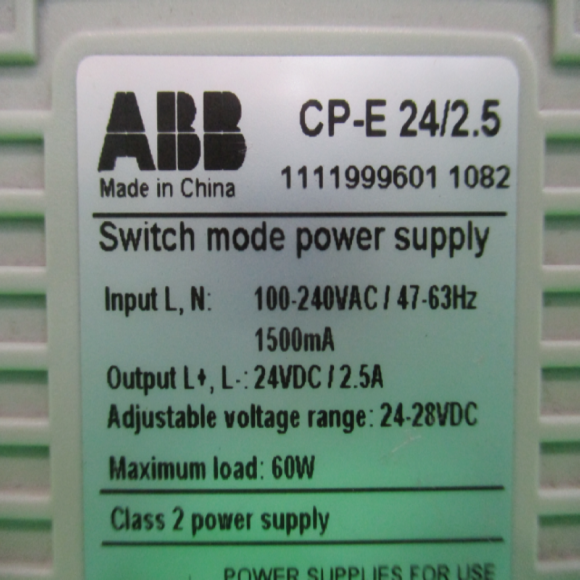 ABB
CP-E 24/2.5
Made in China
1111999601 1082
Switch mode power supply
Input L, N: 100-240VAC / 47-63Hz
1500mA
Output L+, L-: 24VDC / 2.5A
Adjustable voltage range: 24-28VDC
Maximum load: 60W
Class 2 power supply
POWER SUPPLIES FOR USE